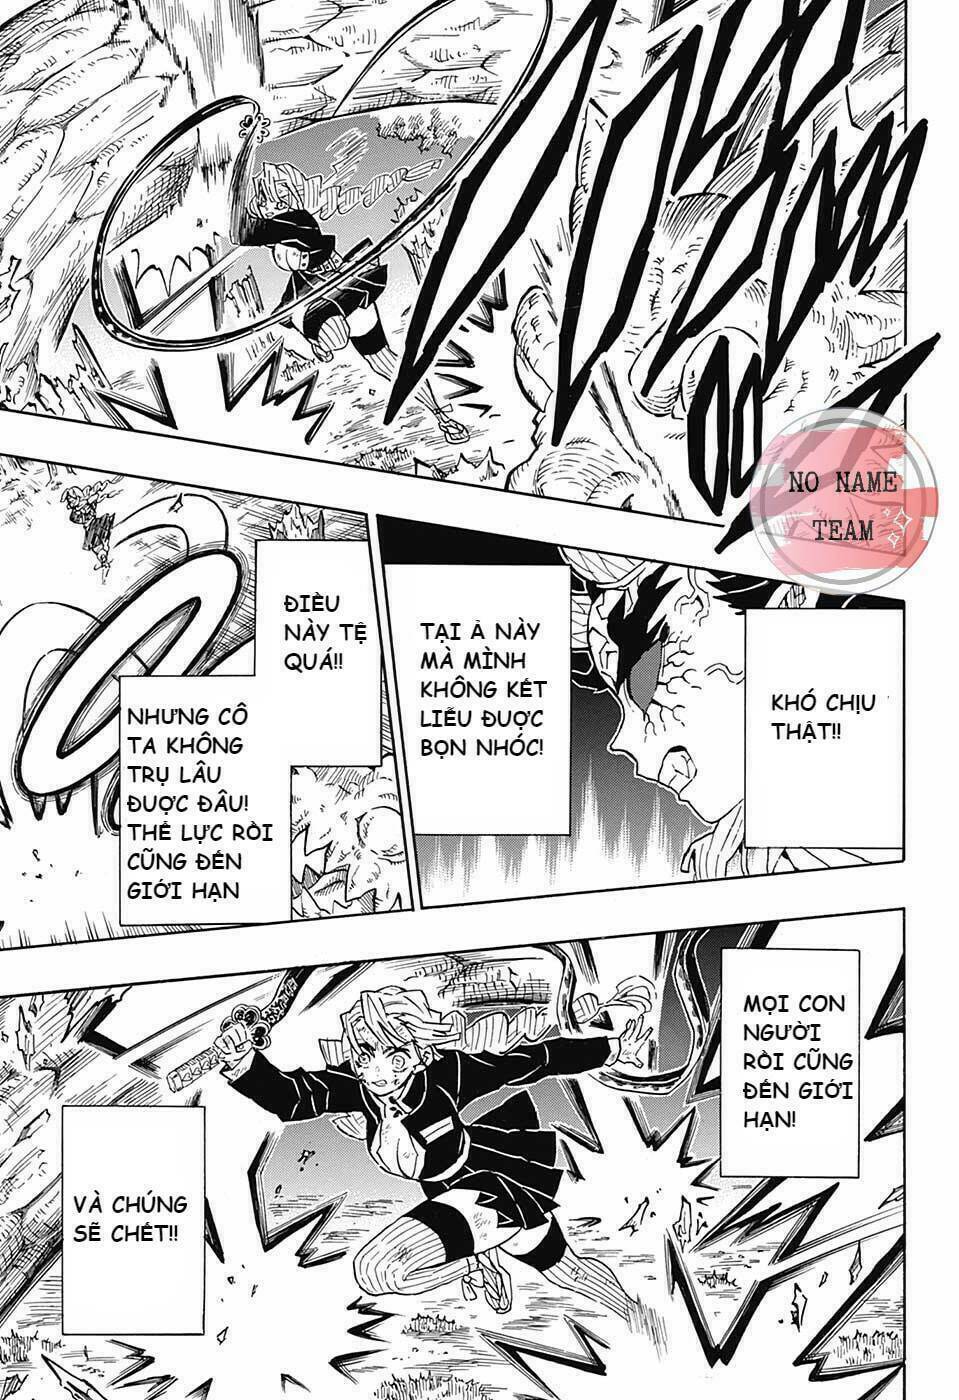 NO NAME
TEAM
KHÓ CHỊU
THẬT!!
TẠI Ả NÀY
MÀ MÌNH
KHÔNG KẾT
LIỄU ĐƯỢC
BỌN NHÓC!
ĐIỀU
NÀY TỆ
QUÁ!!
NHƯNG CÔ
TA KHÔNG
TRỤ LÂU
ĐƯỢC ĐÂU!
THỂ LỰC RỒI
CŨNG ĐẾN
GIỚI HẠN
MỌI CON
NGƯỜI
RỒI CŨNG
ĐẾN GIỚI
HẠN!
VÀ CHÚNG
SẼ CHẾT!!